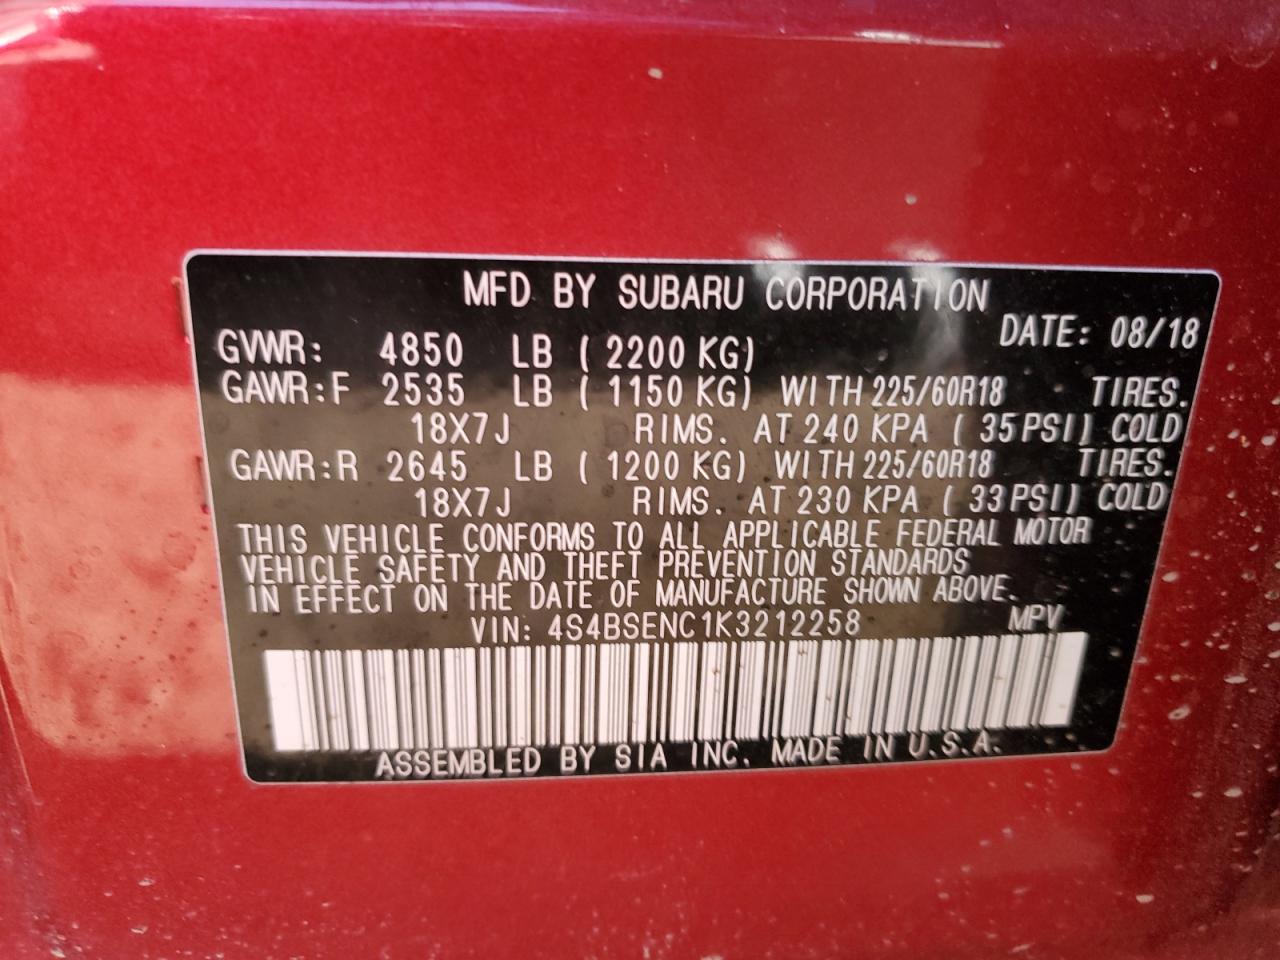 MFD BY SUBARU CORPORATION
DATE: 08/18
GVWR: 4850 LB ( 2200 KG)
GAWR:F 2535 LB ( 1150 KG) WITH 225/60R18 TIRES.
18X7J RIMS. AT 240 KPA ( 35 PSI) COLD
GAWR:R 2645 LB ( 1200 KG) WITH 225/60R18 TIRES.
18X7J RIMS. AT 230 KPA ( 33 PSI) COLD
THIS VEHICLE CONFORMS TO ALL APPLICABLE FEDERAL MOTOR
VEHICLE SAFETY AND THEFT PREVENTION STANDARDS
IN EFFECT ON THE DATE OF MANUFACTURE SHOWN ABOVE.
VIN: 4S4BSENC1K3212258 MPV
ASSEMBLED BY SIA INC. MADE IN U.S.A.